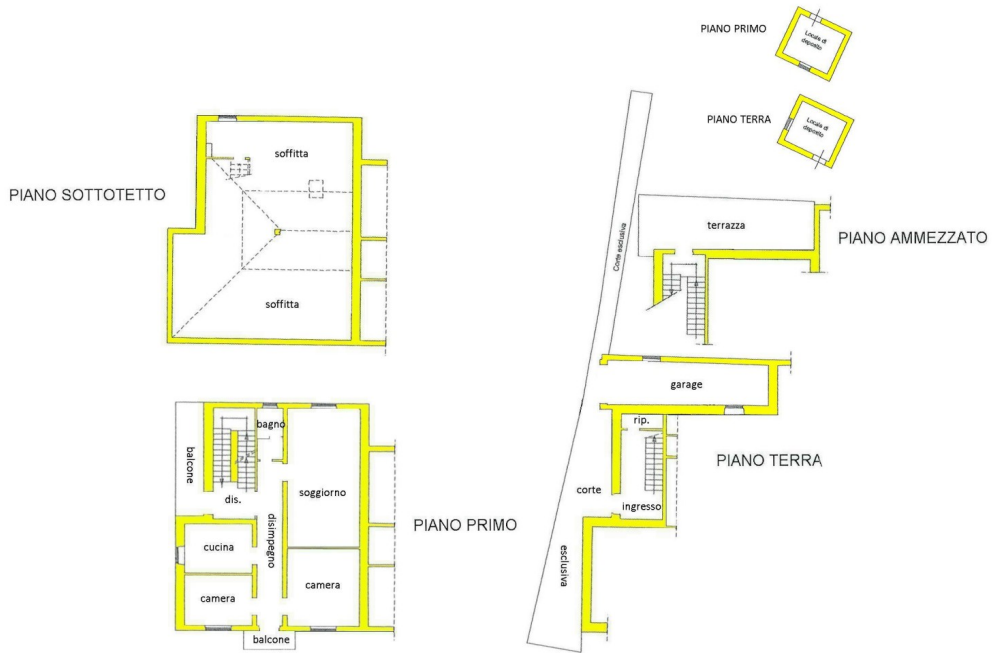 PIANO PRIMO
Locale di
deposito
PIANO TERRA
Locale di
deposito
PIANO SOTTOTETTO
soffitta
soffitta
Corte esclusiva
terrazza
PIANO AMMEZZATO
garage
rip.
PIANO TERRA
corte
ingresso
esclusiva
balcone
bagno
dis.
soggiorno
disimpegno
PIANO PRIMO
cucina
camera
camera
balcone